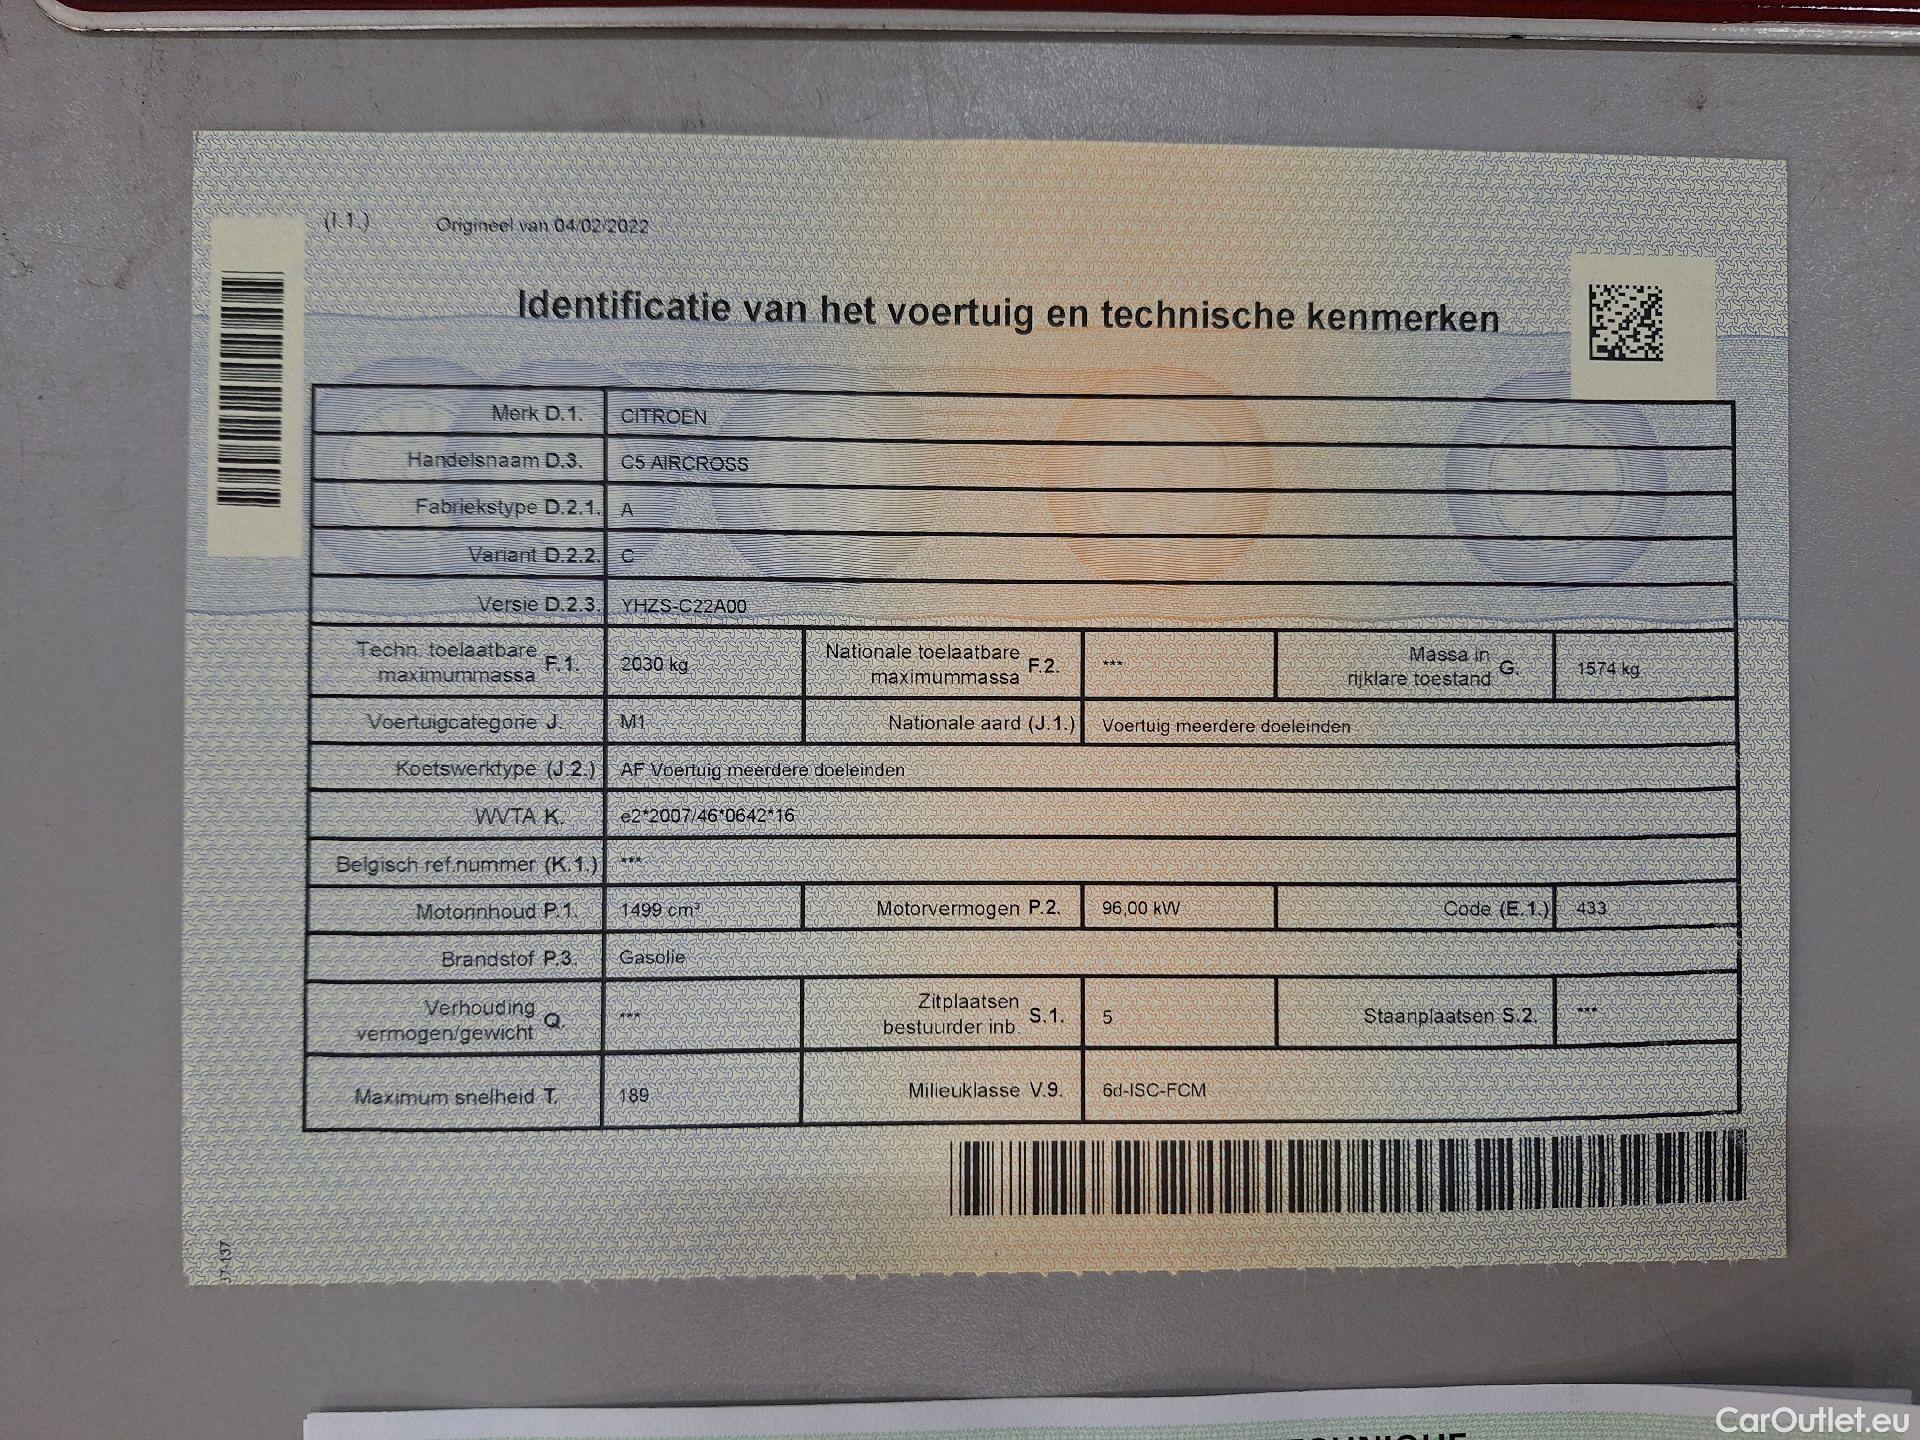 (I.1.) Origineel van 04/02/2022
Identificatie van het voertuig en technische kenmerken
Merk D.1. CITROEN
Handelsnaam D.3. C5 AIRCROSS
Fabriekstype D.2.1. A
Variant D.2.2. C
Versie D.2.3. YHZS-C22A00
Techn. toelaatbare maximummassa F.1. 2030 kg Nationale toelaatbare maximummassa F.2. *** Massa in rijklare toestand G. 1574 kg
Voertuigcategorie J. M1 Nationale aard (J.1.) Voertuig meerdere doeleinden
Koetswerktype (J.2.) AF Voertuig meerdere doeleinden
WVTA K. e2*2007/46*0642*16
Belgisch ref.nummer (K.1.) ***
Motorinhoud P.1. 1499 cm³ Motorvermogen P.2. 96,00 kW Code (E.1.) 433
Brandstof P.3. Gasolie
Verhouding vermogen/gewicht Q. *** Zitplaatsen bestuurder inb. S.1. 5 Staanplaatsen S.2. ***
Maximum snelheid T. 189 Milieuklasse V.9. 6d-ISC-FCM
CarOutlet.eu